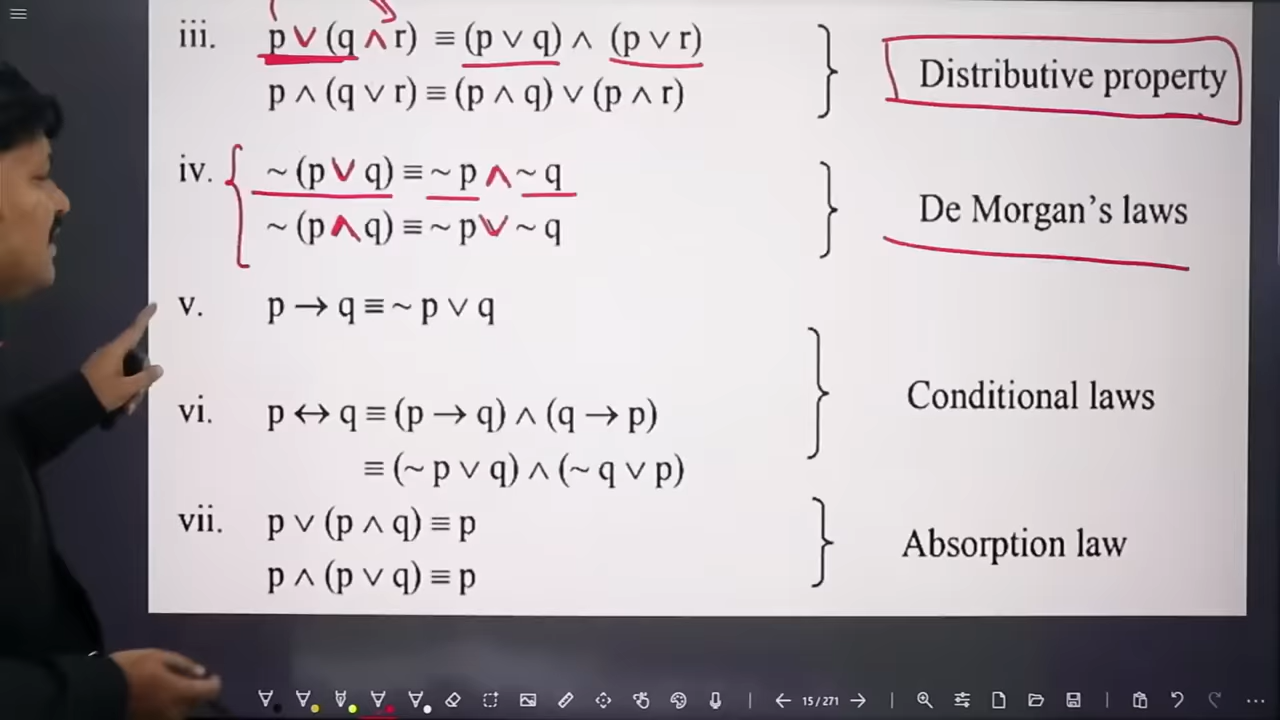 iii. p ∨ (q ∧ r) ≡ (p ∨ q) ∧ (p ∨ r)
p ∧ (q ∨ r) ≡ (p ∧ q) ∨ (p ∧ r)
Distributive property
iv. ~ (p ∨ q) ≡ ~ p ∧ ~ q
~ (p ∧ q) ≡ ~ p ∨ ~ q
De Morgan's laws
v. p → q ≡ ~ p ∨ q
vi. p ↔ q ≡ (p → q) ∧ (q → p)
≡ (~ p ∨ q) ∧ (~ q ∨ p)
Conditional laws
vii. p ∨ (p ∧ q) ≡ p
p ∧ (p ∨ q) ≡ p
Absorption law
15 / 271